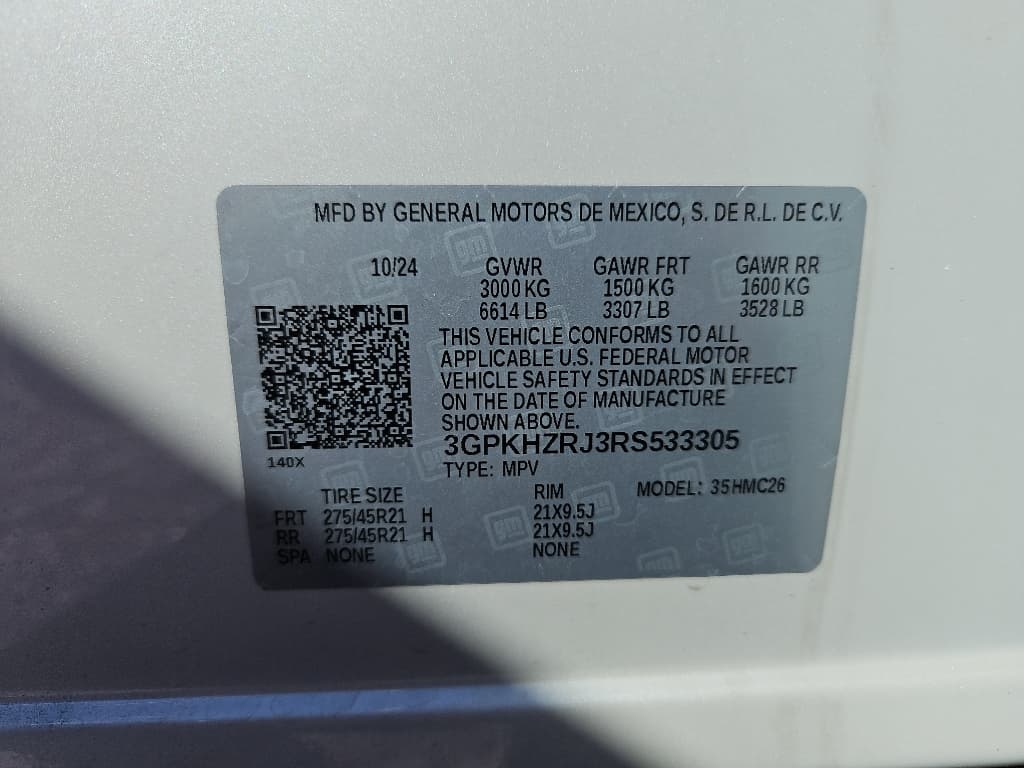 MFD BY GENERAL MOTORS DE MEXICO, S. DE R.L. DE C.V.
10/24 GVWR GAWR FRT GAWR RR
3000 KG 1500 KG 1600 KG
6614 LB 3307 LB 3528 LB
THIS VEHICLE CONFORMS TO ALL
APPLICABLE U.S. FEDERAL MOTOR
VEHICLE SAFETY STANDARDS IN EFFECT
ON THE DATE OF MANUFACTURE
SHOWN ABOVE.
3GPKHZRJ3RS533305
140X
TYPE: MPV
TIRE SIZE RIM MODEL: 35HMC26
FRT 275/45R21 H 21X9.5J
RR 275/45R21 H 21X9.5J
SPA NONE NONE